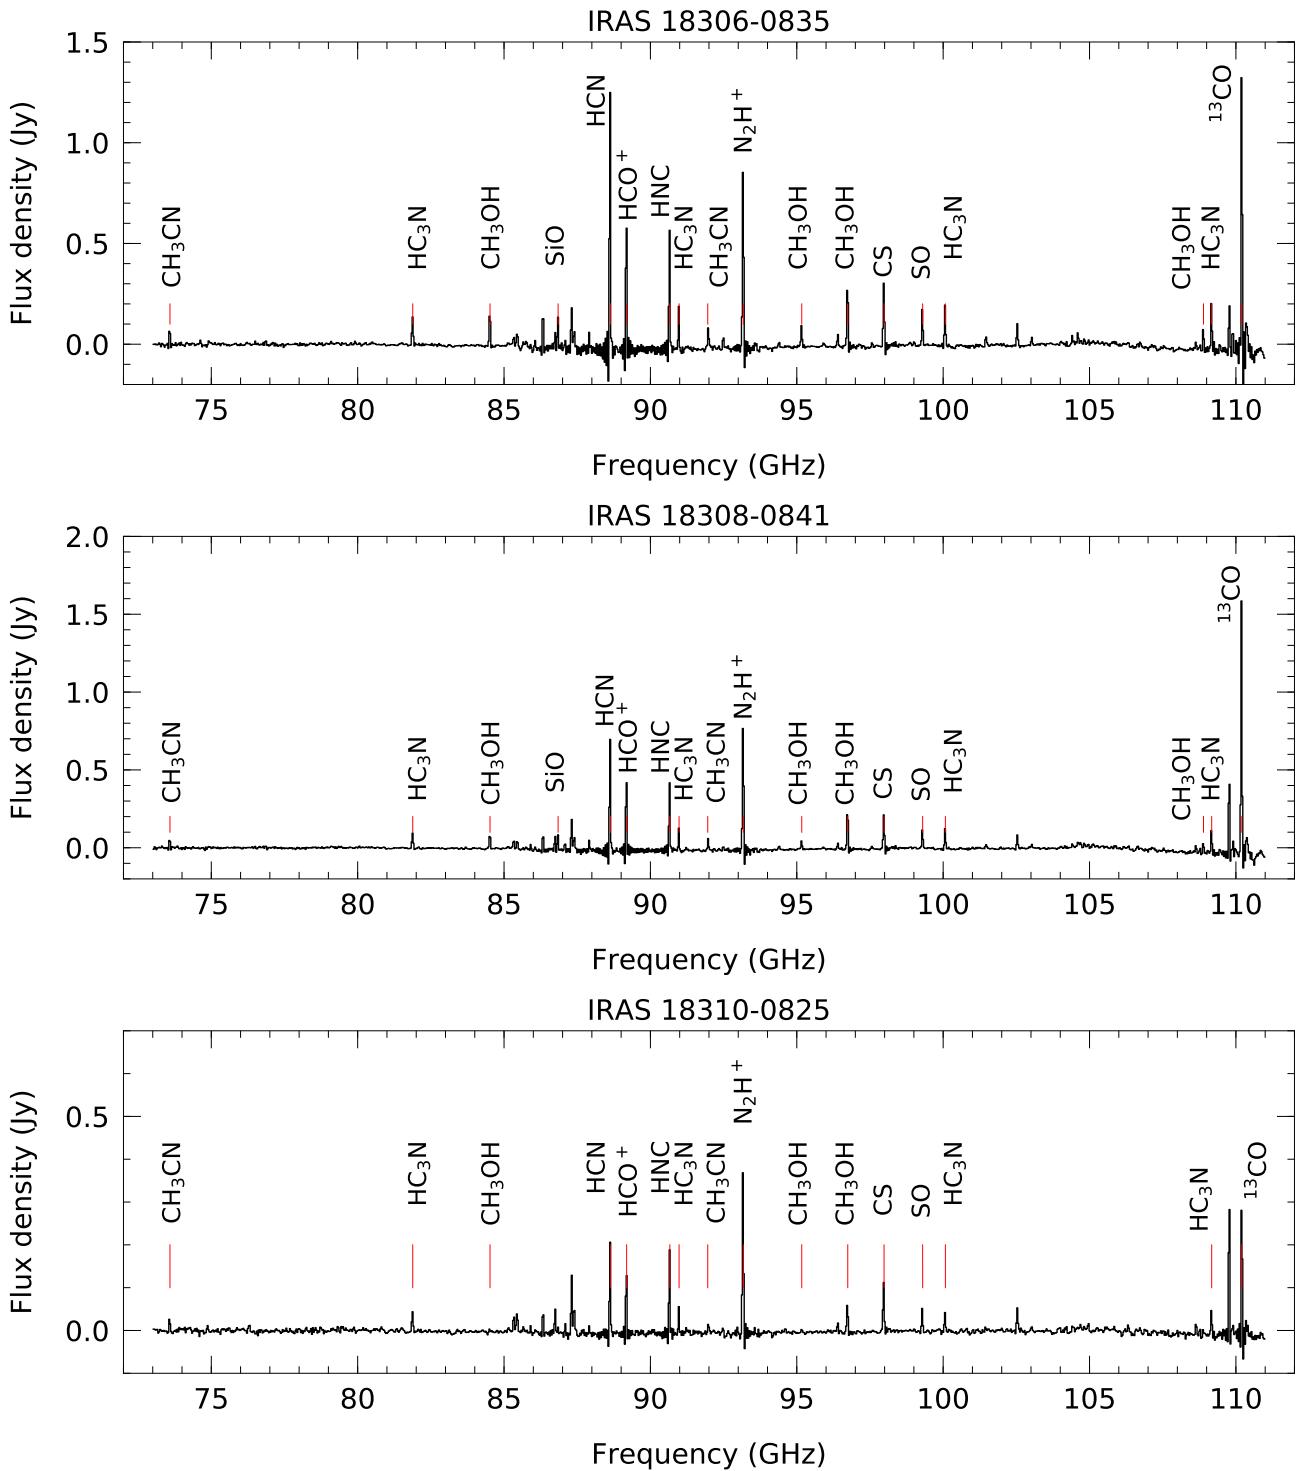 IRAS 18306-0835
1.5
1.0
0.5
0.0
Flux density (Jy)
CH₃CN
HC₃N
CH₃OH
SiO
HCN
HCO⁺
HNC
HC₃N
CH₃CN
N₂H⁺
CH₃OH
CH₃OH
CS
SO
HC₃N
CH₃OH
HC₃N
¹³CO
75 80 85 90 95 100 105 110
Frequency (GHz)
IRAS 18308-0841
2.0
1.5
1.0
0.5
0.0
Flux density (Jy)
CH₃CN
HC₃N
CH₃OH
SiO
HCN
HCO⁺
HNC
HC₃N
CH₃CN
N₂H⁺
CH₃OH
CH₃OH
CS
SO
HC₃N
CH₃OH
HC₃N
¹³CO
75 80 85 90 95 100 105 110
Frequency (GHz)
IRAS 18310-0825
0.5
0.0
Flux density (Jy)
CH₃CN
HC₃N
CH₃OH
HCN
HCO⁺
HNC
HC₃N
CH₃CN
N₂H⁺
CH₃OH
CH₃OH
CS
SO
HC₃N
HC₃N
¹³CO
75 80 85 90 95 100 105 110
Frequency (GHz)